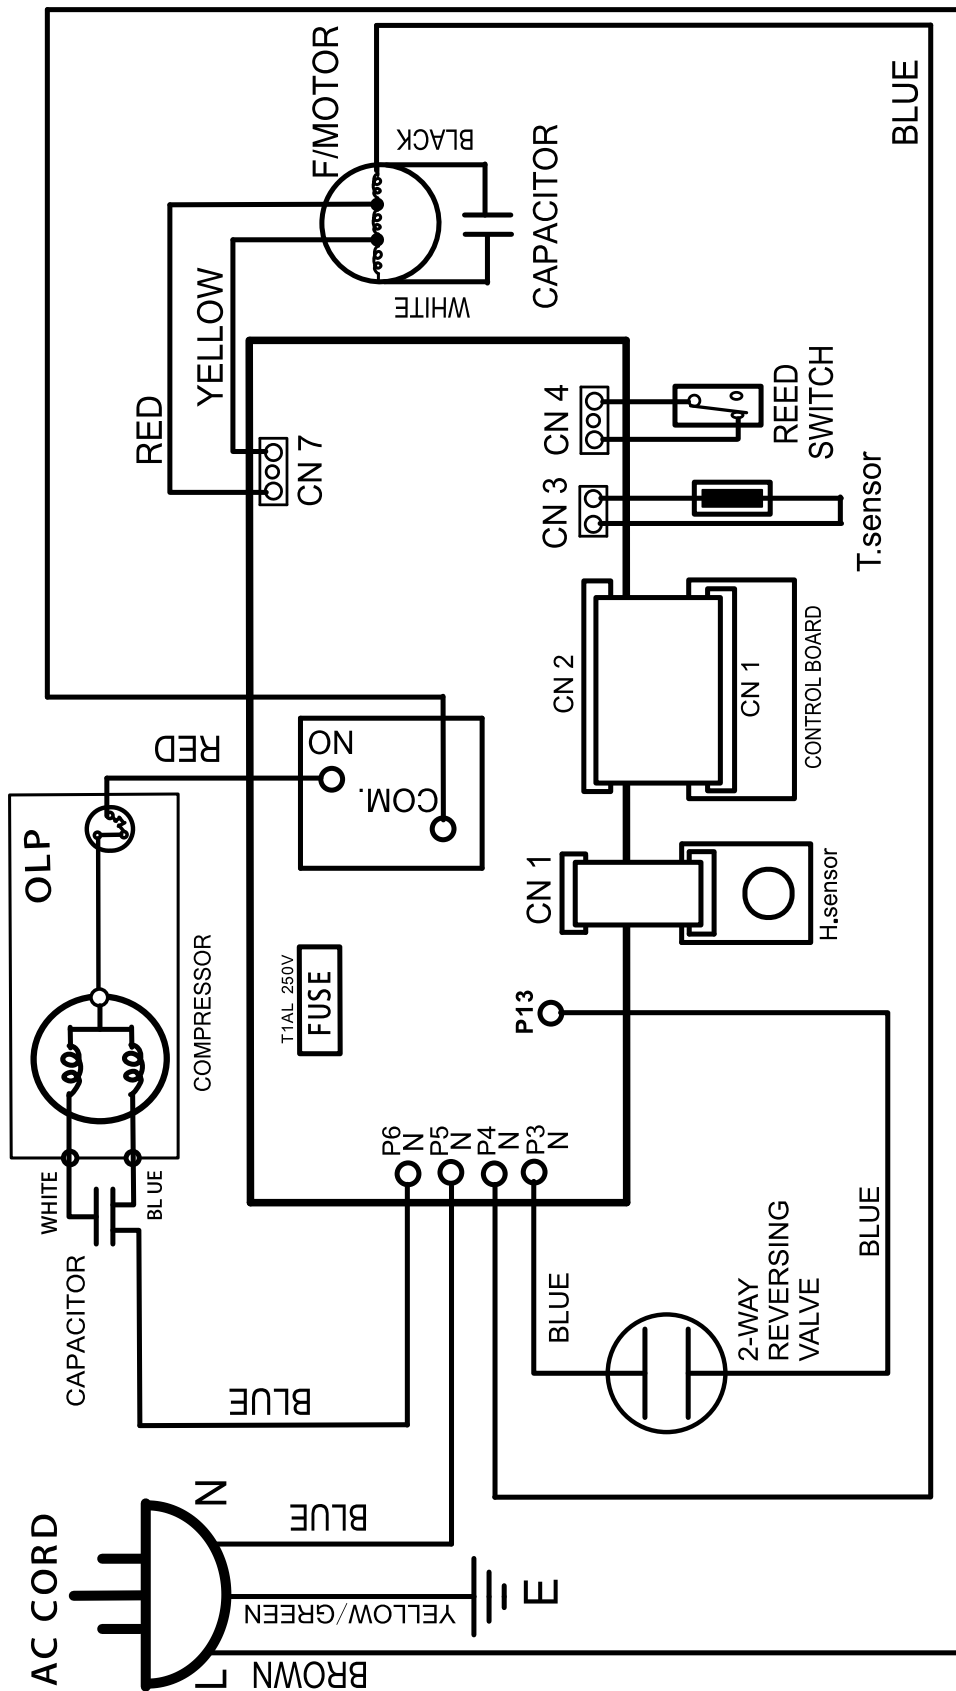 AC CORD
L
N
BROWN
YELLOW/GREEN
E
BLUE
BLUE
CAPACITOR
WHITE
BLUE
COMPRESSOR
OLP
RED
NO
COM.
T1AL 250V
FUSE
P6
N
P5
N
P4
N
P3
N
P13
BLUE
2-WAY
REVERSING
VALVE
BLUE
CN 1
H.sensor
CN 2
CN 1
CONTROL BOARD
CN 3
T.sensor
CN 4
REED
SWITCH
CN 7
RED
YELLOW
F/MOTOR
BLACK
WHITE
CAPACITOR
BLUE